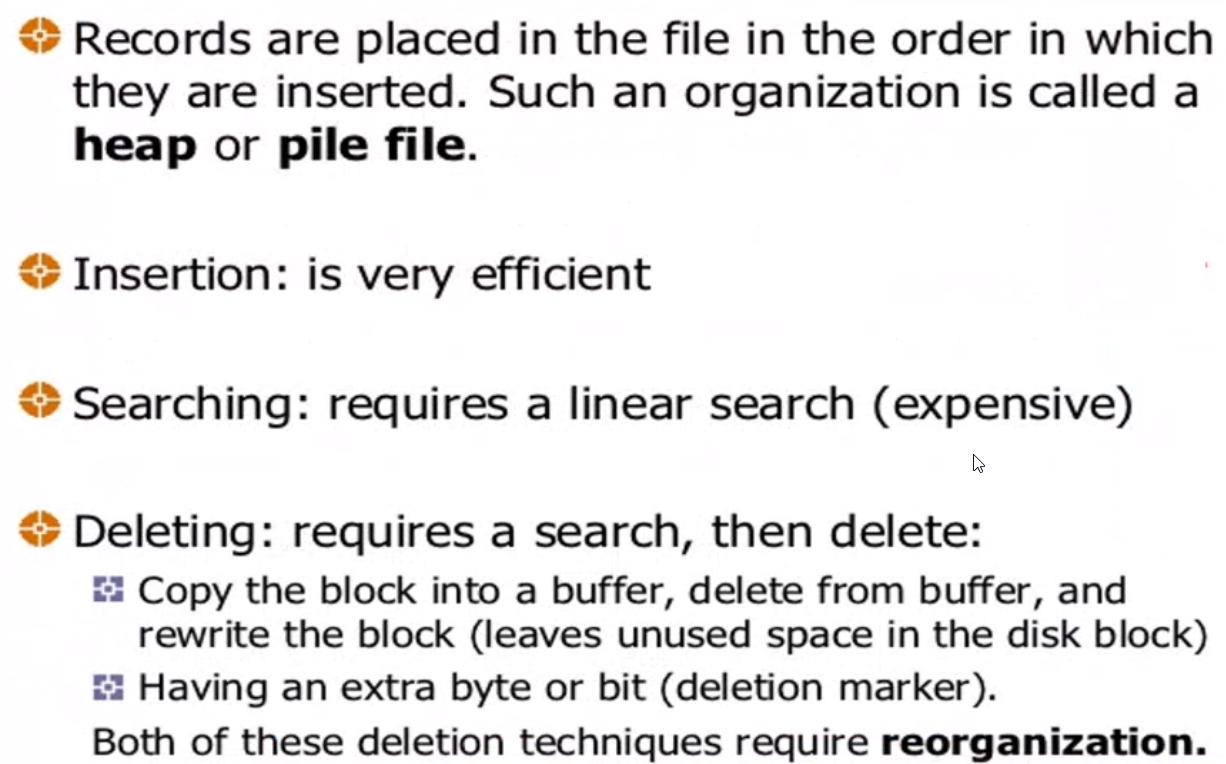 Records are placed in the file in the order in which
they are inserted. Such an organization is called a
heap or pile file.
Insertion: is very efficient
Searching: requires a linear search (expensive)
Deleting: requires a search, then delete:
Copy the block into a buffer, delete from buffer, and
rewrite the block (leaves unused space in the disk block)
Having an extra byte or bit (deletion marker).
Both of these deletion techniques require reorganization.